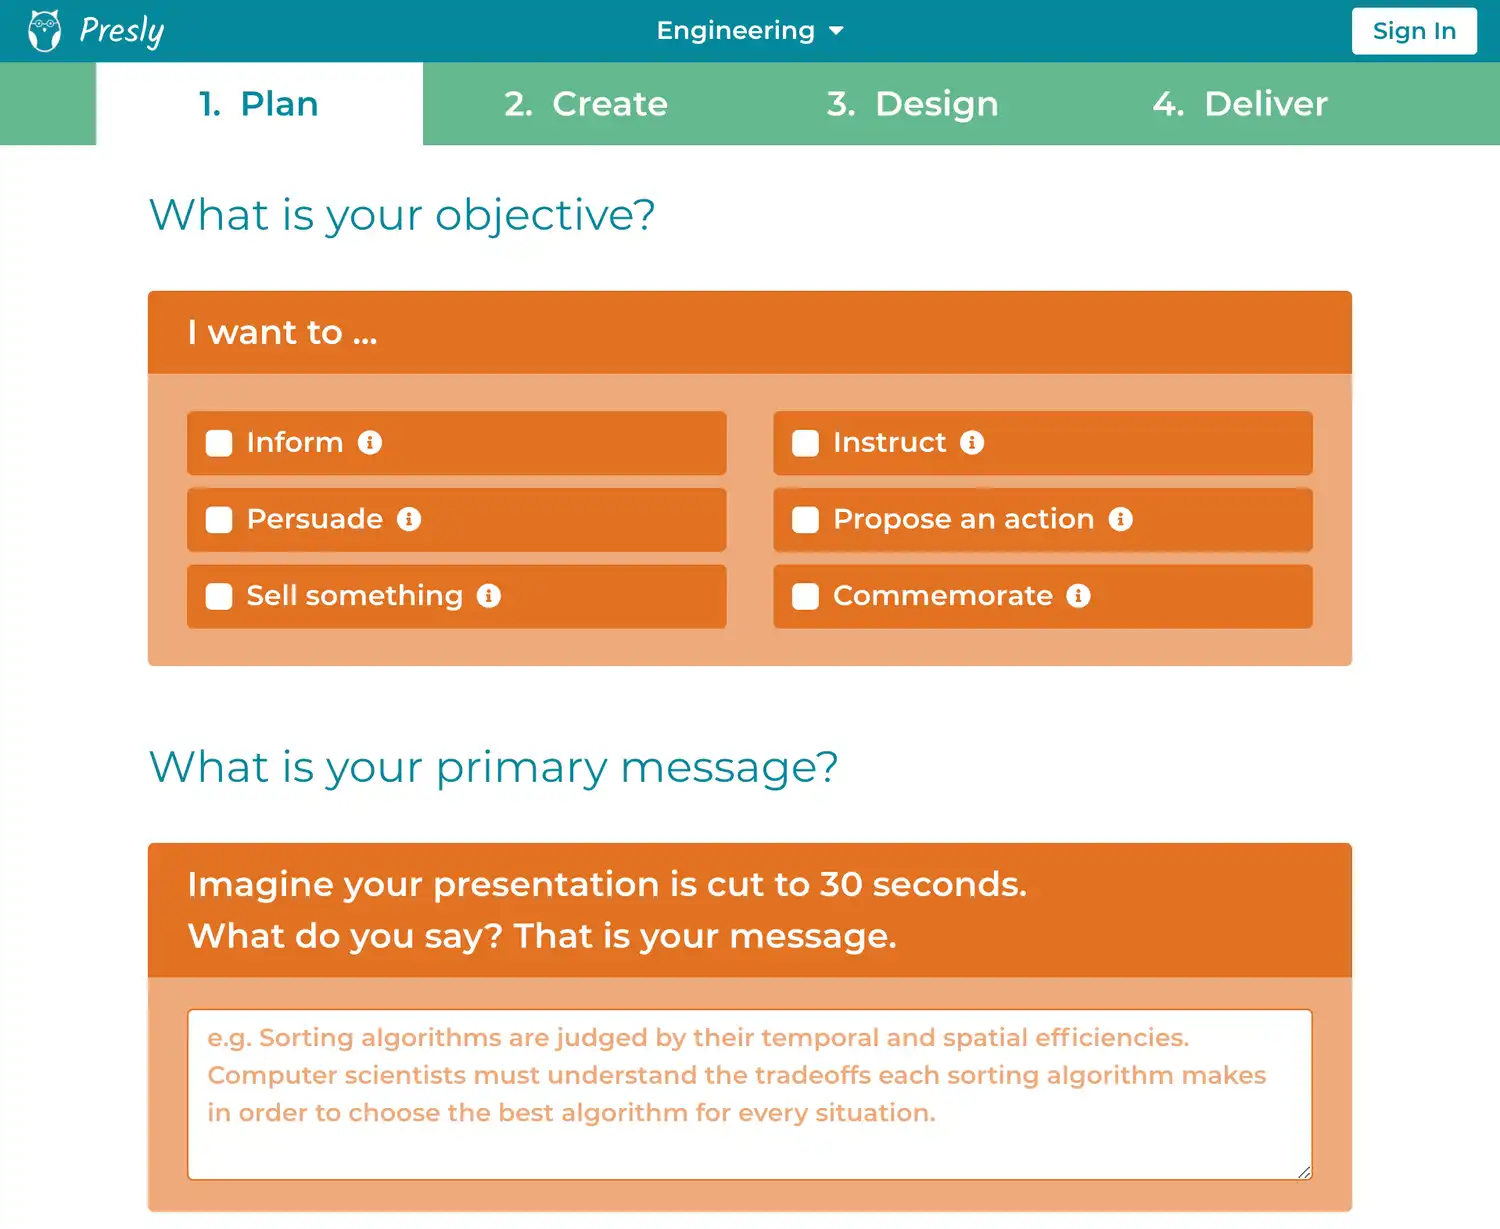 Presly
Engineering
Sign In
1. Plan
2. Create
3. Design
4. Deliver
What is your objective?
I want to ...
Inform
Instruct
Persuade
Propose an action
Sell something
Commemorate
What is your primary message?
Imagine your presentation is cut to 30 seconds.
What do you say? That is your message.
e.g. Sorting algorithms are judged by their temporal and spatial efficiencies.
Computer scientists must understand the tradeoffs each sorting algorithm makes
in order to choose the best algorithm for every situation.